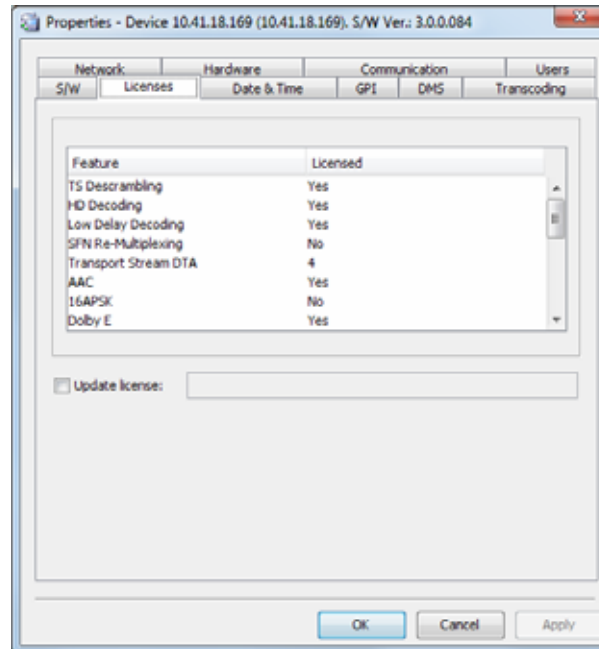 Properties - Device 10.41.18.169 (10.41.18.169). S/W Ver.: 3.0.0.084
Network Hardware Communication Users
S/W Licenses Date & Time GPI DMS Transcoding
Feature Licensed
TS Descrambling Yes
HD Decoding Yes
Low Delay Decoding Yes
SFN Re-Multiplexing No
Transport Stream DTA 4
AAC Yes
16APSK No
Dolby E Yes
Update license:
OK Cancel Apply